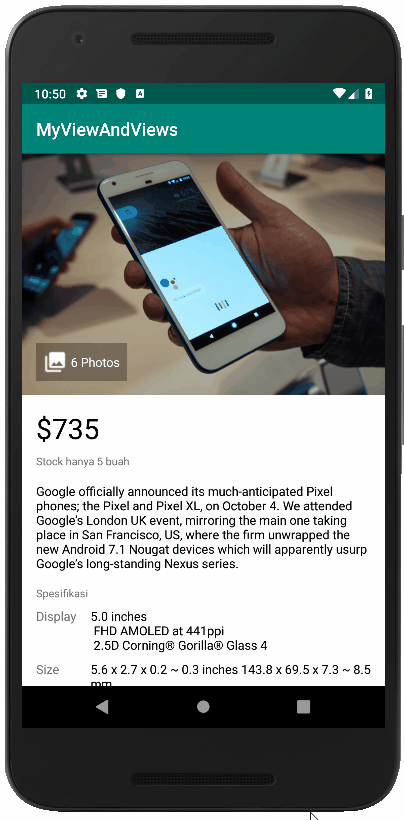 10:50
MyViewAndViews
6 Photos
$735
Stock hanya 5 buah
Google officially announced its much-anticipated Pixel
phones; the Pixel and Pixel XL, on October 4. We attended
Google's London UK event, mirroring the main one taking
place in San Francisco, US, where the firm unwrapped the
new Android 7.1 Nougat devices which will apparently usurp
Google's long-standing Nexus series.
Spesifikasi
Display 5.0 inches
FHD AMOLED at 441ppi
2.5D Corning® Gorilla® Glass 4
Size 5.6 x 2.7 x 0.2 ~ 0.3 inches 143.8 x 69.5 x 7.3 ~ 8.5
mm